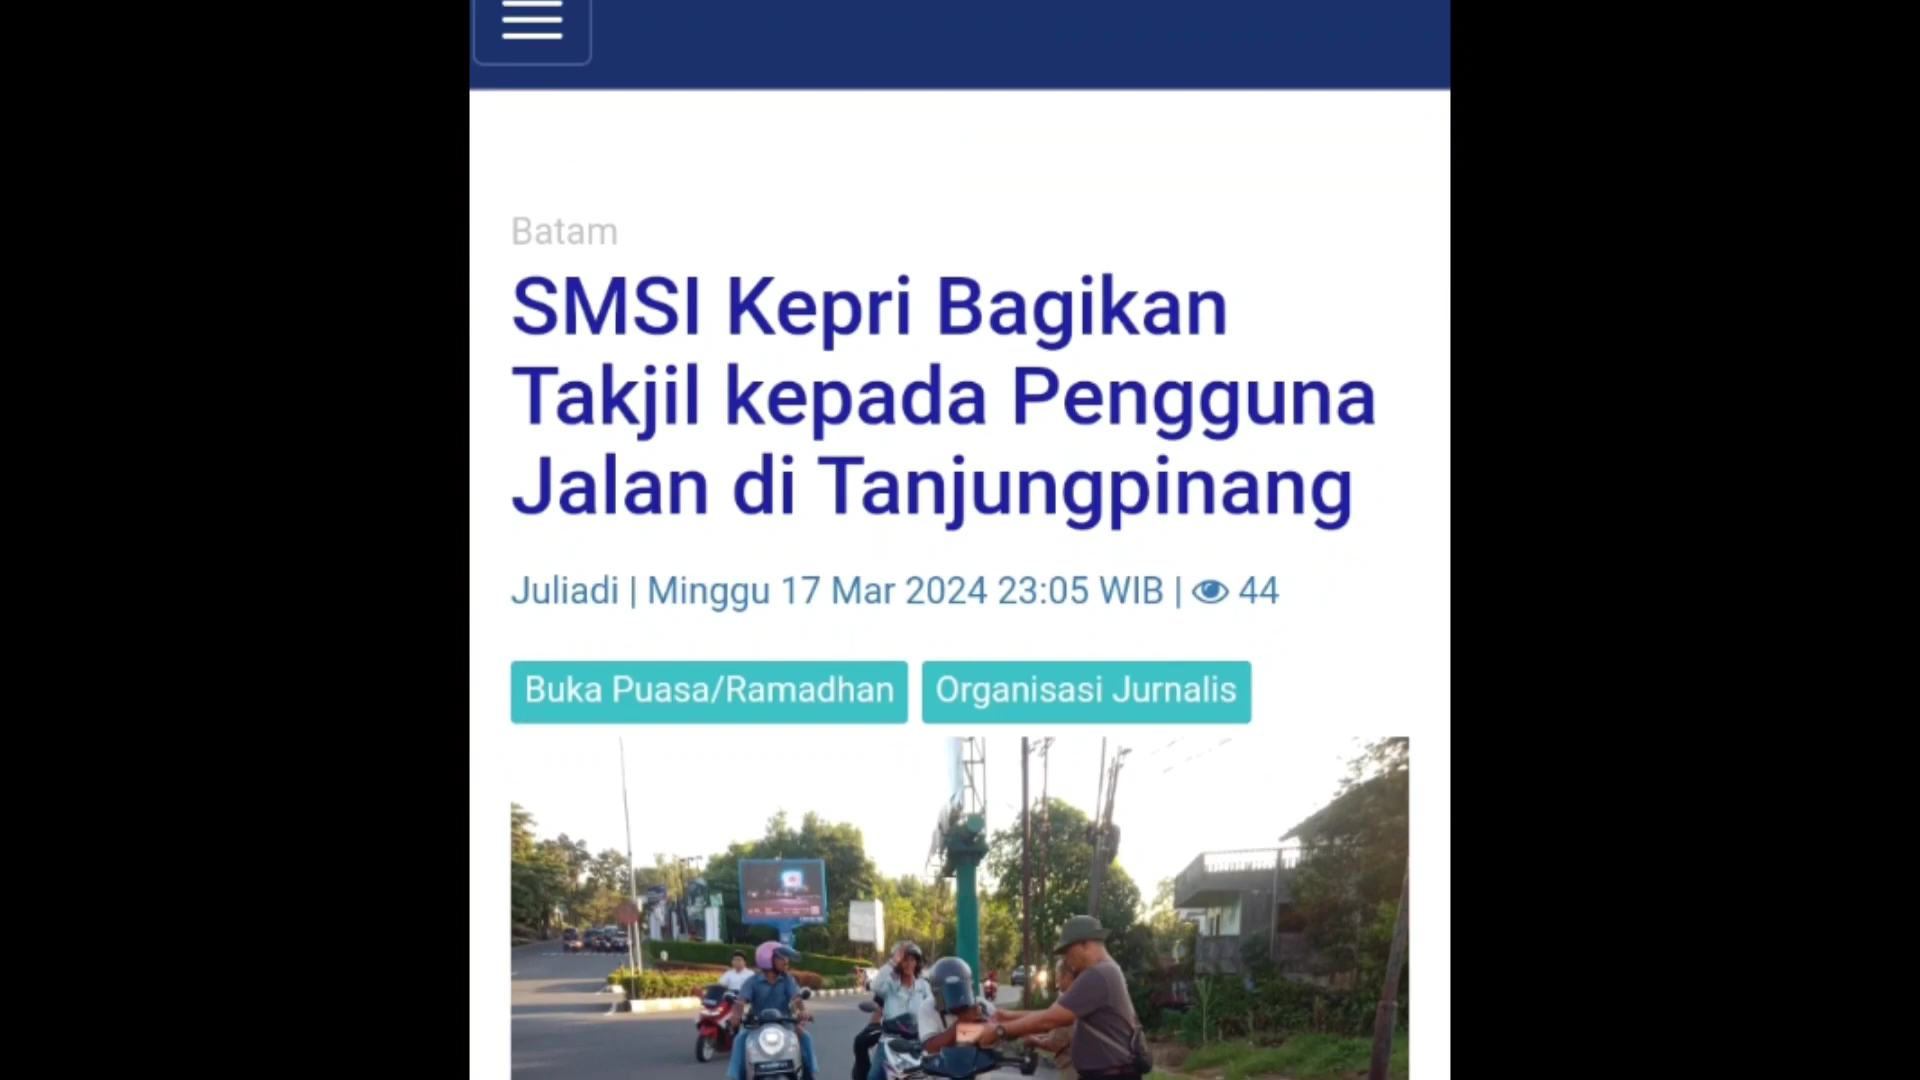 Batam
SMSI Kepri Bagikan
Takjil kepada Pengguna
Jalan di Tanjungpinang
Juliadi | Minggu 17 Mar 2024 23:05 WIB | 44
Buka Puasa/Ramadhan
Organisasi Jurnalis